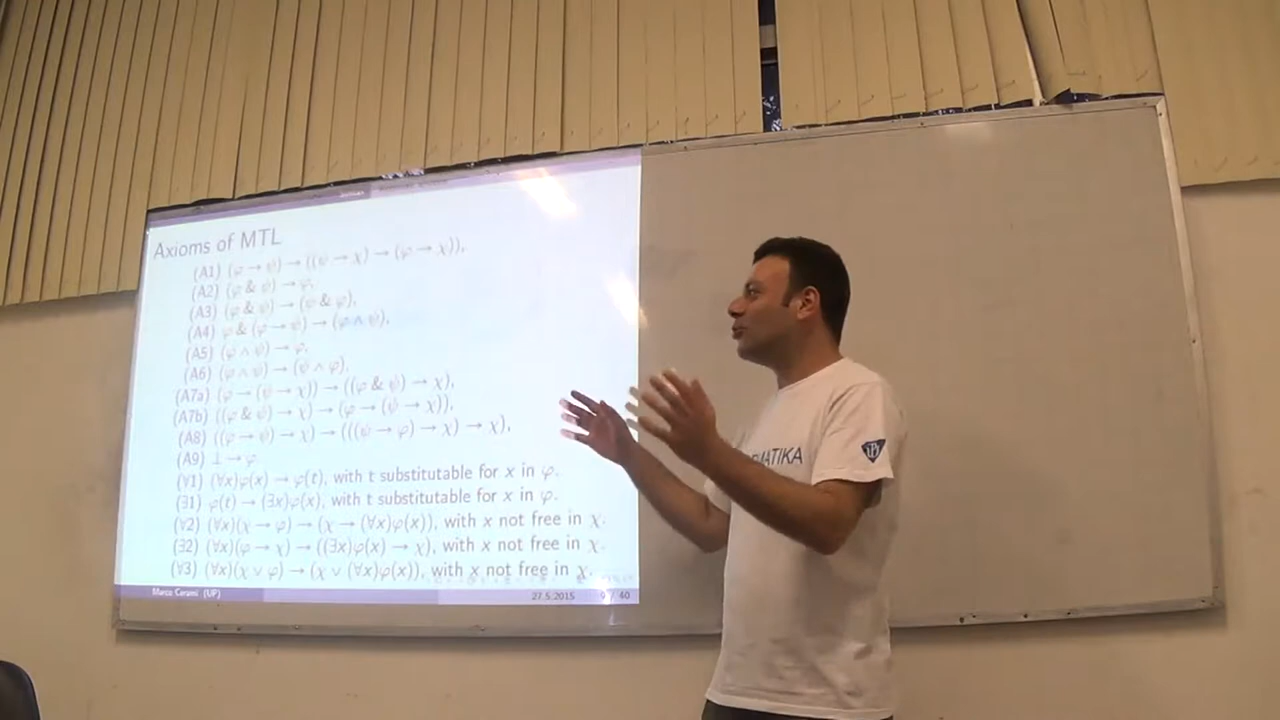 Axioms of MTL
(A1) (φ → ψ) → ((ψ → χ) → (φ → χ)),
(A2) (φ & ψ) → φ,
(A3) (φ & ψ) → (ψ & φ),
(A4) φ & (φ → ψ) → (φ ∧ ψ),
(A5) (φ ∧ ψ) → φ,
(A6) (φ ∧ ψ) → (ψ ∧ φ),
(A7a) (φ → (ψ → χ)) → ((φ & ψ) → χ),
(A7b) ((φ & ψ) → χ) → (φ → (ψ → χ)),
(A8) ((φ → ψ) → χ) → (((ψ → φ) → χ) → χ),
(A9) ⊥ → φ
(∀1) (∀x)φ(x) → φ(t), with t substitutable for x in φ.
(∃1) φ(t) → (∃x)φ(x), with t substitutable for x in φ.
(∀2) (∀x)(χ → φ) → (χ → (∀x)φ(x)), with x not free in χ.
(∃2) (∀x)(φ → χ) → ((∃x)φ(x) → χ), with x not free in χ.
(∀3) (∀x)(χ ∨ φ) → (χ ∨ (∀x)φ(x)), with x not free in χ.
Marco Cerami (UP) 27.5.2015 9 / 40